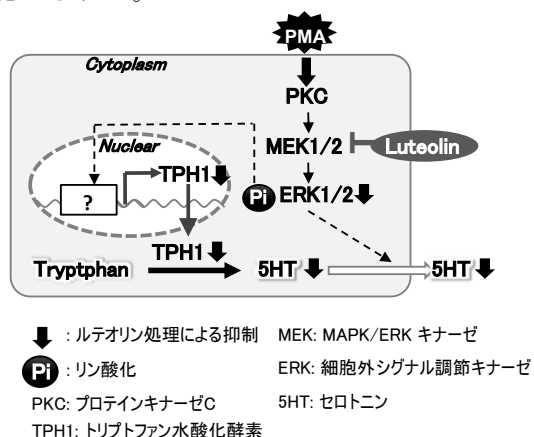 PMA
Cytoplasm
PKC
Nuclear
MEK1/2
Luteolin
TPH1
?
Pi
ERK1/2
TPH1
Tryptphan
5HT
5HT
: ルテオリン処理による抑制
MEK: MAPK/ERK キナーゼ
Pi : リン酸化
ERK: 細胞外シグナル調節キナーゼ
PKC: プロテインキナーゼC
5HT: セロトニン
TPH1: トリプトファン水酸化酵素